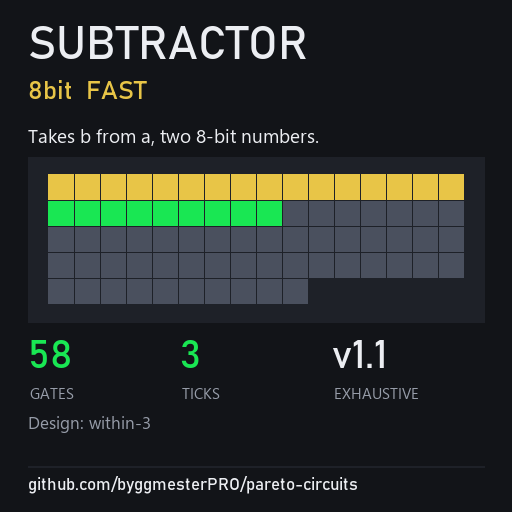 SUBTRACTOR
8bit FAST
Takes b from a, two 8-bit numbers.
58 3 v1.1
GATES TICKS EXHAUSTIVE
Design: within-3
github.com/byggmesterPRO/pareto-circuits